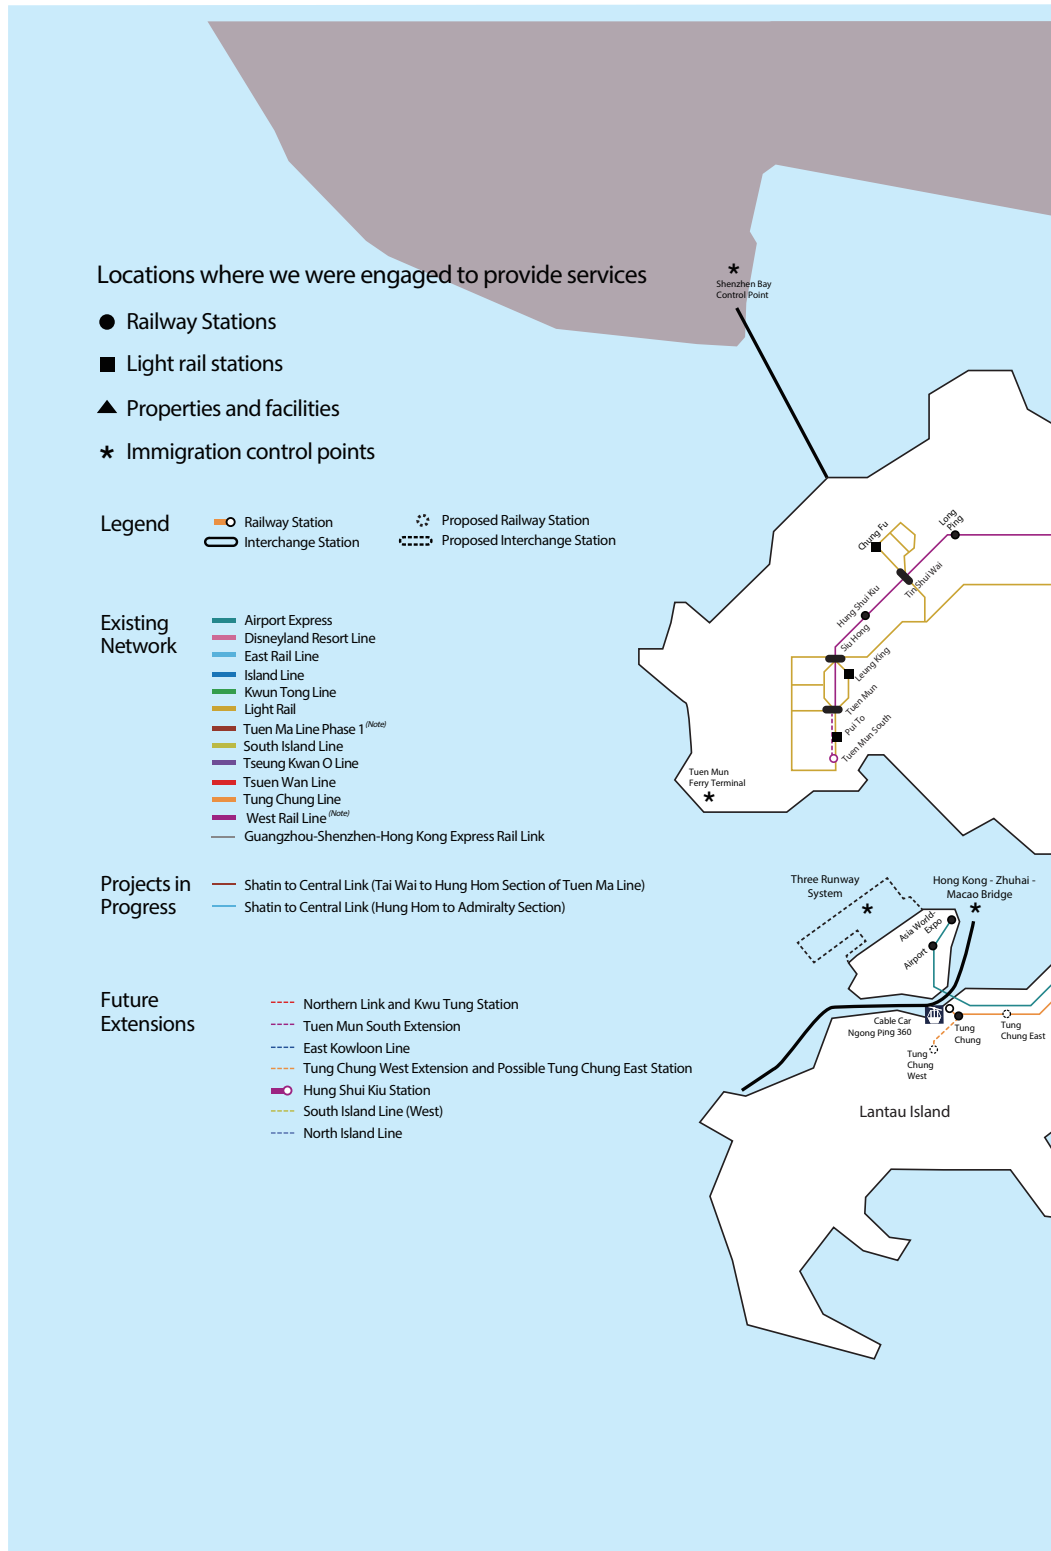 Locations where we were engaged to provide services
Railway Stations
Light rail stations
Properties and facilities
Immigration control points
Legend
Railway Station
Interchange Station
Proposed Railway Station
Proposed Interchange Station
Existing
Network
Airport Express
Disneyland Resort Line
East Rail Line
Island Line
Kwun Tong Line
Light Rail
Tuen Ma Line Phase 1 (Note)
South Island Line
Tseung Kwan O Line
Tsuen Wan Line
Tung Chung Line
West Rail Line (Note)
Guangzhou-Shenzhen-Hong Kong Express Rail Link
Projects in
Progress
Shatin to Central Link (Tai Wai to Hung Hom Section of Tuen Ma Line)
Shatin to Central Link (Hung Hom to Admiralty Section)
Future
Extensions
Northern Link and Kwu Tung Station
Tuen Mun South Extension
East Kowloon Line
Tung Chung West Extension and Possible Tung Chung East Station
Hung Shui Kiu Station
South Island Line (West)
North Island Line
Shenzhen Bay
Control Point
Long
Ping
Chung Fu
Tin Shui Wai
Hung Shui Kiu
Siu Hong
Leung King
Tuen Mun
Pui To
Tuen Mun South
Tuen Mun
Ferry Terminal
Three Runway
System
Hong Kong - Zhuhai -
Macao Bridge
Asia World-
Expo
Airport
Cable Car
Ngong Ping 360
Tung
Chung
Tung
Chung East
Tung
Chung
West
Lantau Island